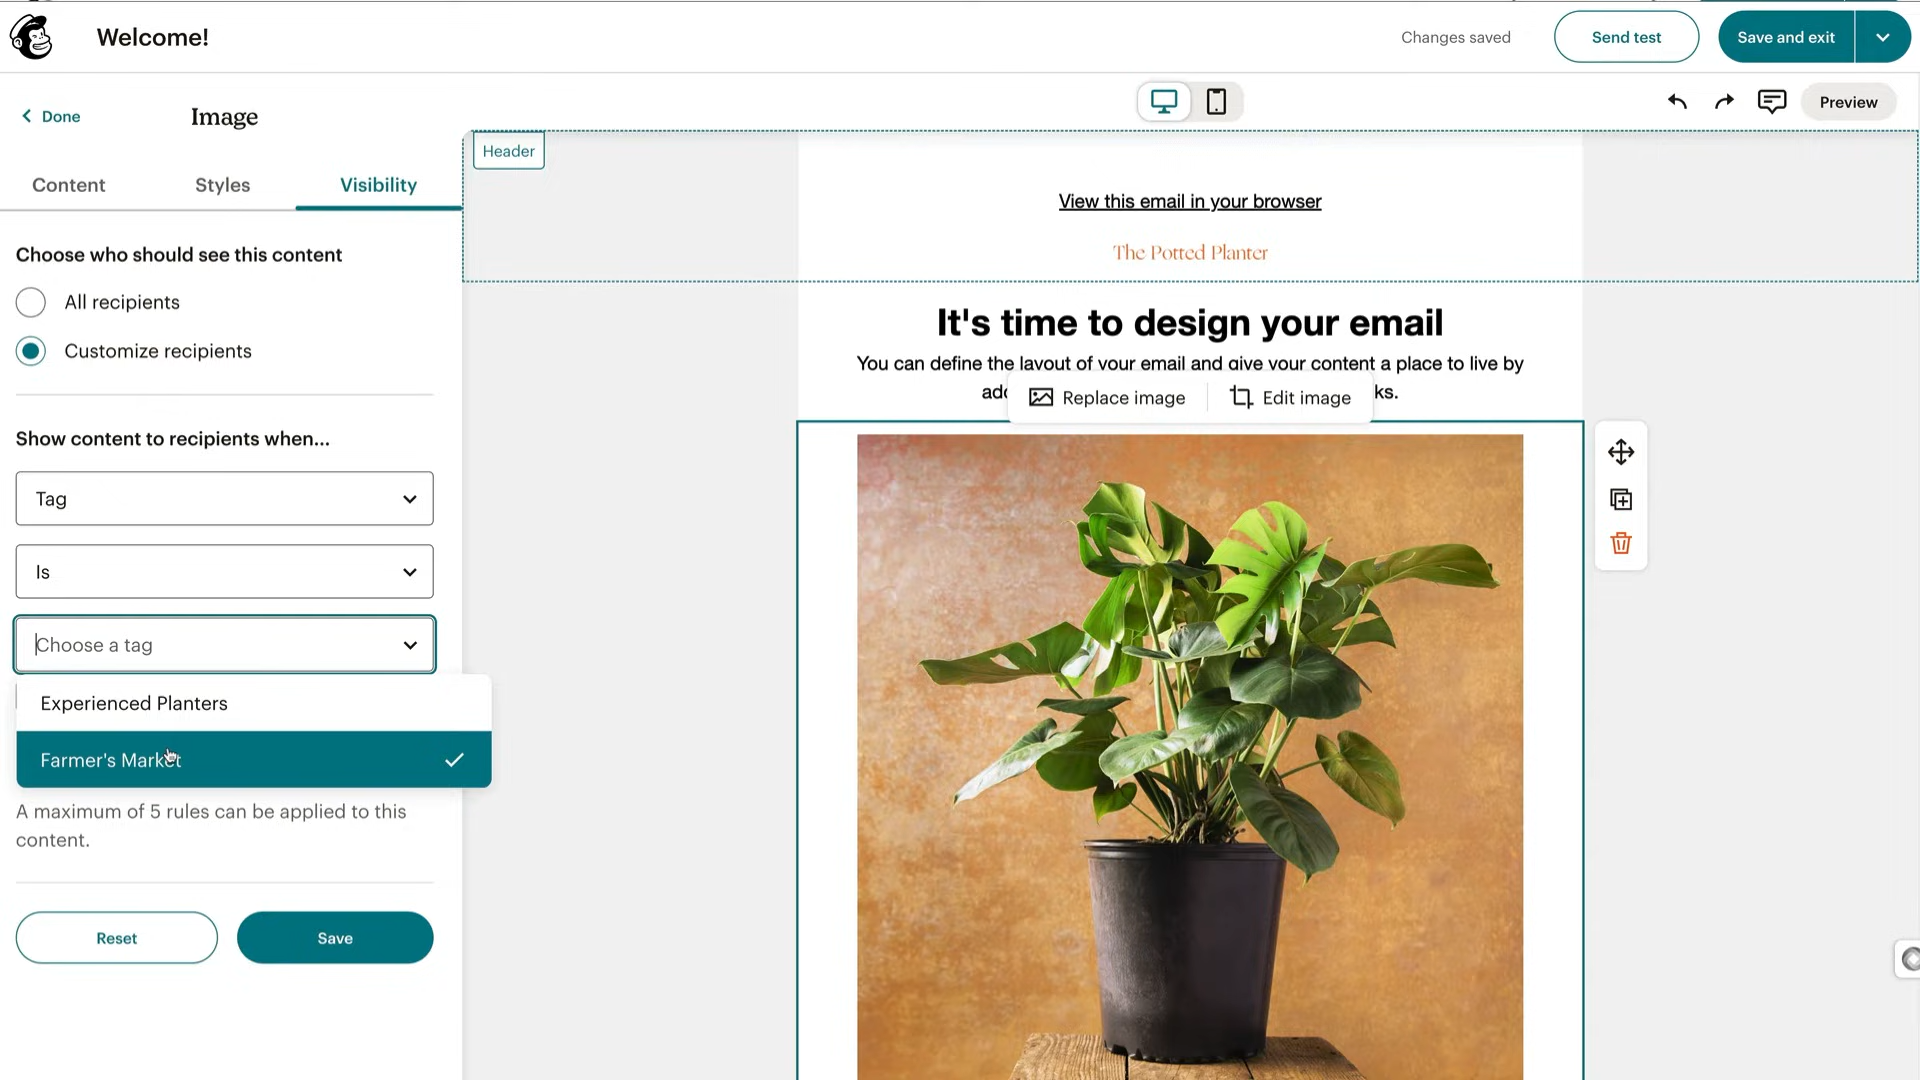 Welcome!
Changes saved
Send test
Save and exit
Done
Image
Preview
Content
Styles
Visibility
Header
View this email in your browser
The Potted Planter
Choose who should see this content
All recipients
Customize recipients
It's time to design your email
You can define the layout of your email and give your content a place to live by
ks.
Replace image
Edit image
Show content to recipients when...
Tag
Is
Choose a tag
Experienced Planters
Farmer's Market
A maximum of 5 rules can be applied to this
content.
Reset
Save